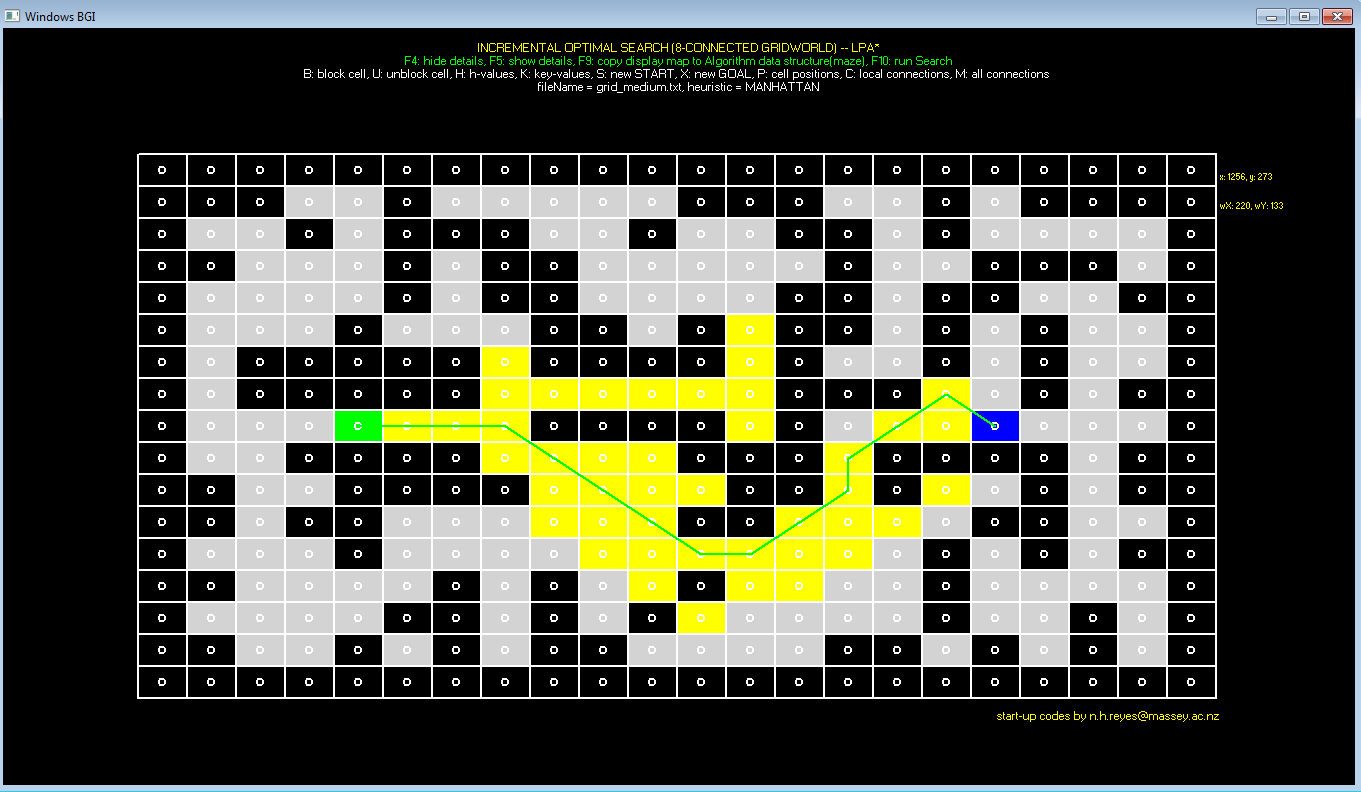 Windows BGI
INCREMENTAL OPTIMAL SEARCH (8-CONNECTED GRIDWORLD) -- LPA*
F4: hide details, F5: show details, F9: copy display map to Algorithm data structure(maze), F10: run Search
B: block cell, U: unblock cell, H: h-values, K: key-values, S: new START, X: new GOAL, P: cell positions, C: local connections, M: all connections
fileName = grid_medium.txt, heuristic = MANHATTAN
x: 1256, y: 273
wX: 220, wY: 133
start-up codes by n.h.reyes@massey.ac.nz